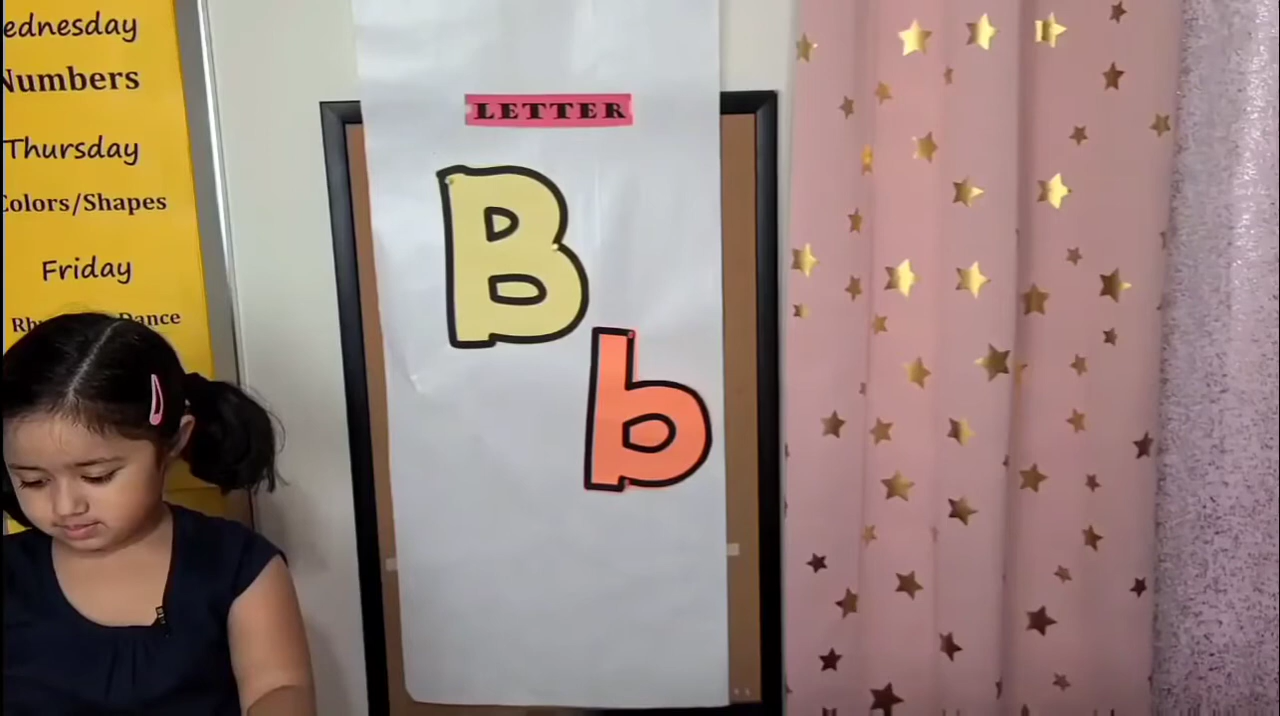 ednesday
Numbers
Thursday
Colors/Shapes
Friday
Dance
LETTER
B
b